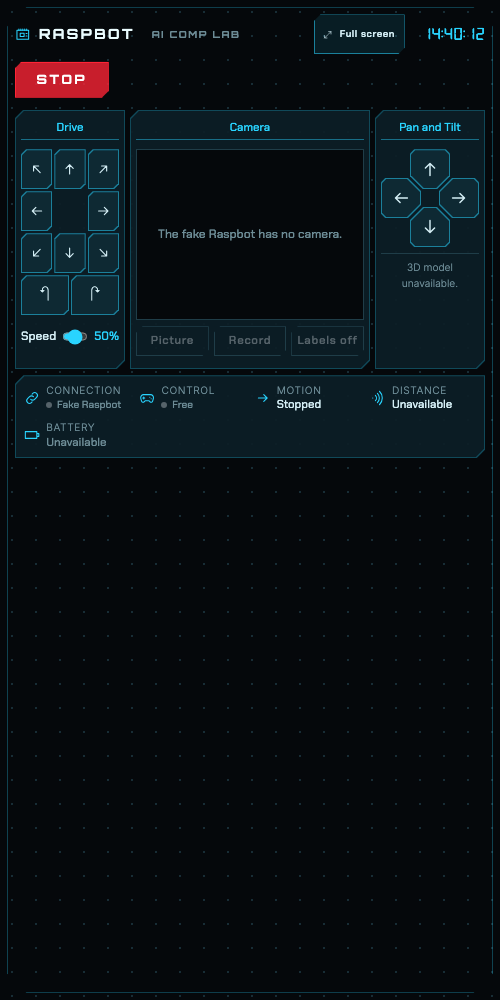 RASPBOT
AI COMP LAB
Full screen
14:40:12
STOP
Drive
Camera
Pan and Tilt
The fake Raspbot has no camera.
3D model
unavailable.
Speed
50%
Picture
Record
Labels off
CONNECTION
Fake Raspbot
CONTROL
Free
MOTION
Stopped
DISTANCE
Unavailable
BATTERY
Unavailable